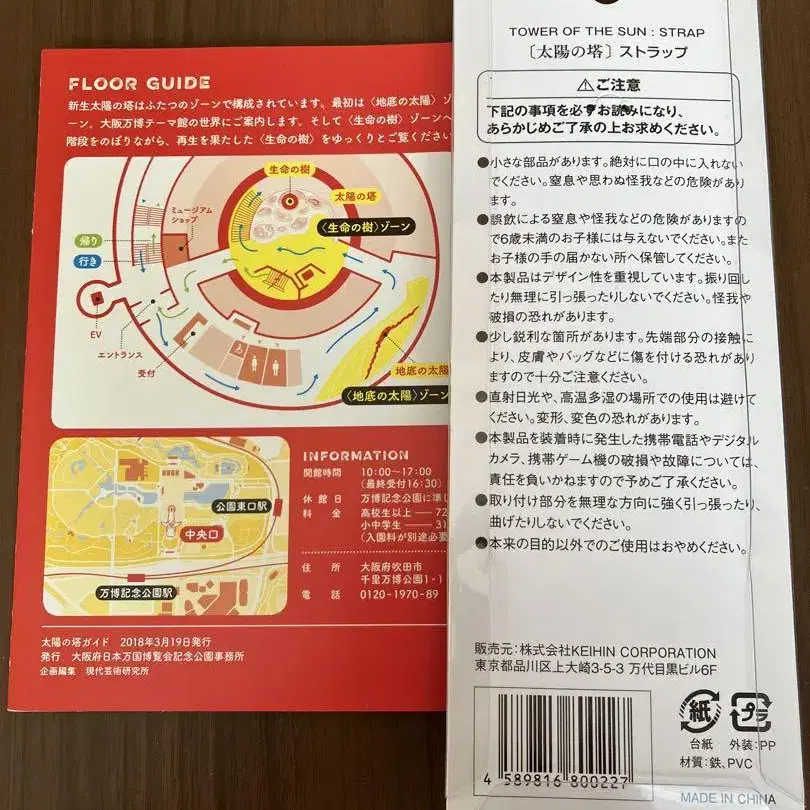 FLOOR GUIDE
新生太陽の塔はふたつのゾーンで構成されています。最初は〈地底の太陽〉ゾ
ーン。大阪万博テーマ館の世界にご案内します。そして〈生命の樹〉ゾーンへ
階段をのぼりながら、再生を果たした〈生命の樹〉をゆっくりとご覧ください
生命の樹
太陽の塔
〈生命の樹〉ゾーン
ミュージアム
ショップ
帰り
行き
EV
エントランス
受付
地底の太陽
〈地底の太陽〉ゾーン
公園東口駅
中央口
万博記念公園駅
INFORMATION
開館時間 10:00〜17:00
(最終受付16:30)
休館日 万博記念公園に準じ
料金 高校生以上 — 72
小中学生 — 31
(入園料が別途必要
住所 大阪府吹田市
千里万博公園1-1
電話 0120-1970-89
太陽の塔ガイド 2018年3月19日発行
発行 大阪府日本万国博覧会記念公園事務所
企画編集 現代芸術研究所
TOWER OF THE SUN : STRAP
〔太陽の塔〕ストラップ
⚠ご注意
下記の事項を必ずお読みになり、
あらかじめご了承の上お求めください。
●小さな部品があります。絶対に口の中に入れない
でください。窒息や思わぬ怪我などの危険があり
ます。
●誤飲による窒息や怪我などの危険がありますの
で6歳未満のお子様には与えないでください。また
お子様の手の届かない所へ保管してください。
●本製品はデザイン性を重視しています。振り回し
たり無理に引っ張ったりしないでください。怪我や
破損の恐れがあります。
●少し鋭利な箇所があります。先端部分の接触に
より、皮膚やバッグなどに傷を付ける恐れがあり
ますので十分ご注意ください。
●直射日光や、高温多湿の場所での使用は避けて
ください。変形、変色の恐れがあります。
●本製品を装着時に発生した携帯電話やデジタル
カメラ、携帯ゲーム機の破損や故障については、
責任を負いかねますので予めご了承ください。
●取り付け部分を無理な方向に強く引っ張ったり、
曲げたりしないでください。
●本来の目的以外でのご使用はおやめください。
販売元：株式会社KEIHIN CORPORATION
東京都品川区上大崎3-5-3 万代目黒ビル6F
紙 プラ
台紙 外装:PP
材質:鉄、PVC
4 589816 800227
MADE IN CHINA